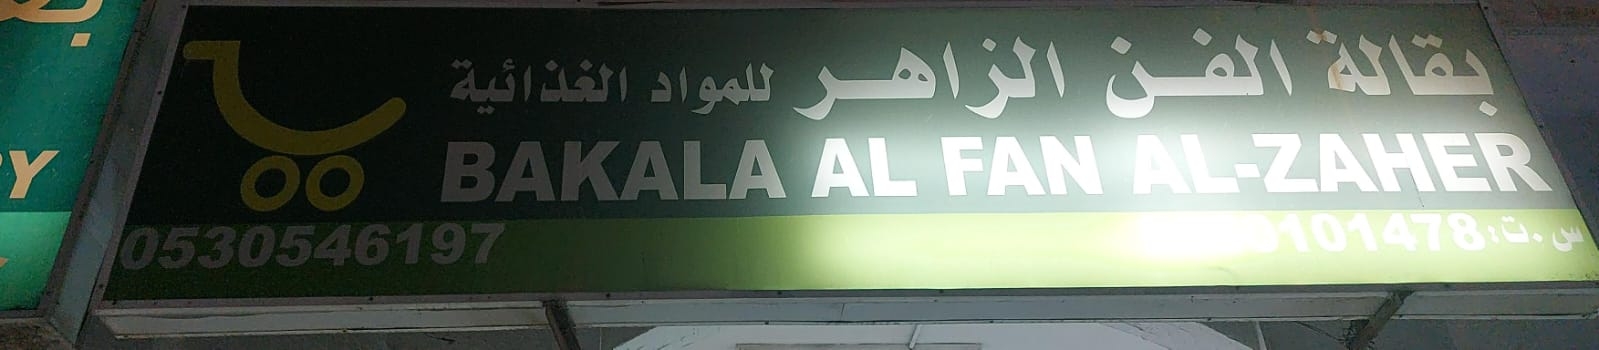 بقالة الفن الزاهر للمواد الغذائية
BAKALA AL FAN AL-ZAHER
0530546197
س.ت: